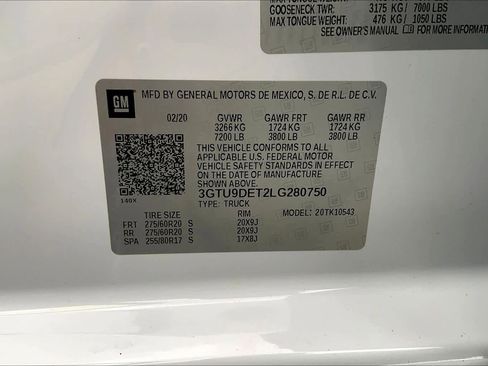 GOOSENECK TWR: 3175 KG / 7000 LBS
MAX TONGUE WEIGHT: 476 KG / 1050 LBS
SEE OWNER'S MANUAL FOR MORE INFORMATION
GM
MFD BY GENERAL MOTORS DE MEXICO, S. DE R.L. DE C.V.
02/20 GVWR GAWR FRT GAWR RR
3266 KG 1724 KG 1724 KG
7200 LB 3800 LB 3800 LB
THIS VEHICLE CONFORMS TO ALL
APPLICABLE U.S. FEDERAL MOTOR
VEHICLE SAFETY STANDARDS IN EFFECT
ON THE DATE OF MANUFACTURE
SHOWN ABOVE.
3GTU9DET2LG280750
140X TYPE: TRUCK
TIRE SIZE RIM MODEL: 20TK10543
FRT 275/60R20 S 20X9J
RR 275/60R20 S 20X9J
SPA 255/80R17 S 17X8J